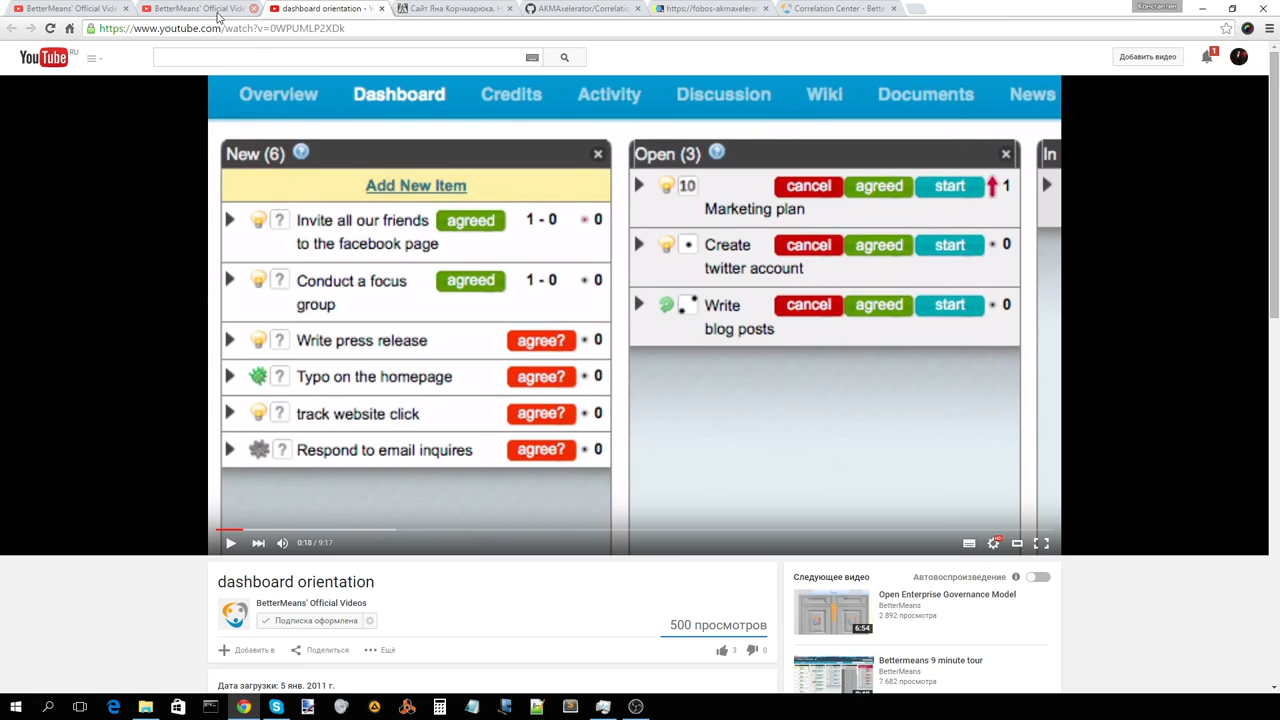 BetterMeans' Official Vide
BetterMeans' Official Vide
dashboard orientation - Y
Сайт Яна Корчмарюка. Н
AKMAxelerator/Correlatio
https://fobos-akmaxelerat
Correlation Center - Bette
Константин
https://www.youtube.com/watch?v=0WPUMLP2XDk
YouTube RU
Добавить видео
1
Overview Dashboard Credits Activity Discussion Wiki Documents News
New (6) ?
Add New Item
? Invite all our friends to the facebook page agreed 1 - 0 0
? Conduct a focus group agreed 1 - 0 0
? Write press release agree? 0
? Typo on the homepage agree? 0
? track website click agree? 0
? Respond to email inquires agree? 0
Open (3) ?
10 cancel agreed start 1
Marketing plan
Create cancel agreed start 0
twitter account
Write cancel agreed start 0
blog posts
In
0:18 / 9:17
HD
dashboard orientation
BetterMeans' Official Videos
Подписка оформлена
500 просмотров
Добавить в Поделиться Ещё
3 0
Дата загрузки: 5 янв. 2011 г.
Следующее видео Автовоспроизведение
Open Enterprise Governance Model
BetterMeans
2 892 просмотра
6:54
Bettermeans 9 minute tour
BetterMeans
7 682 просмотра